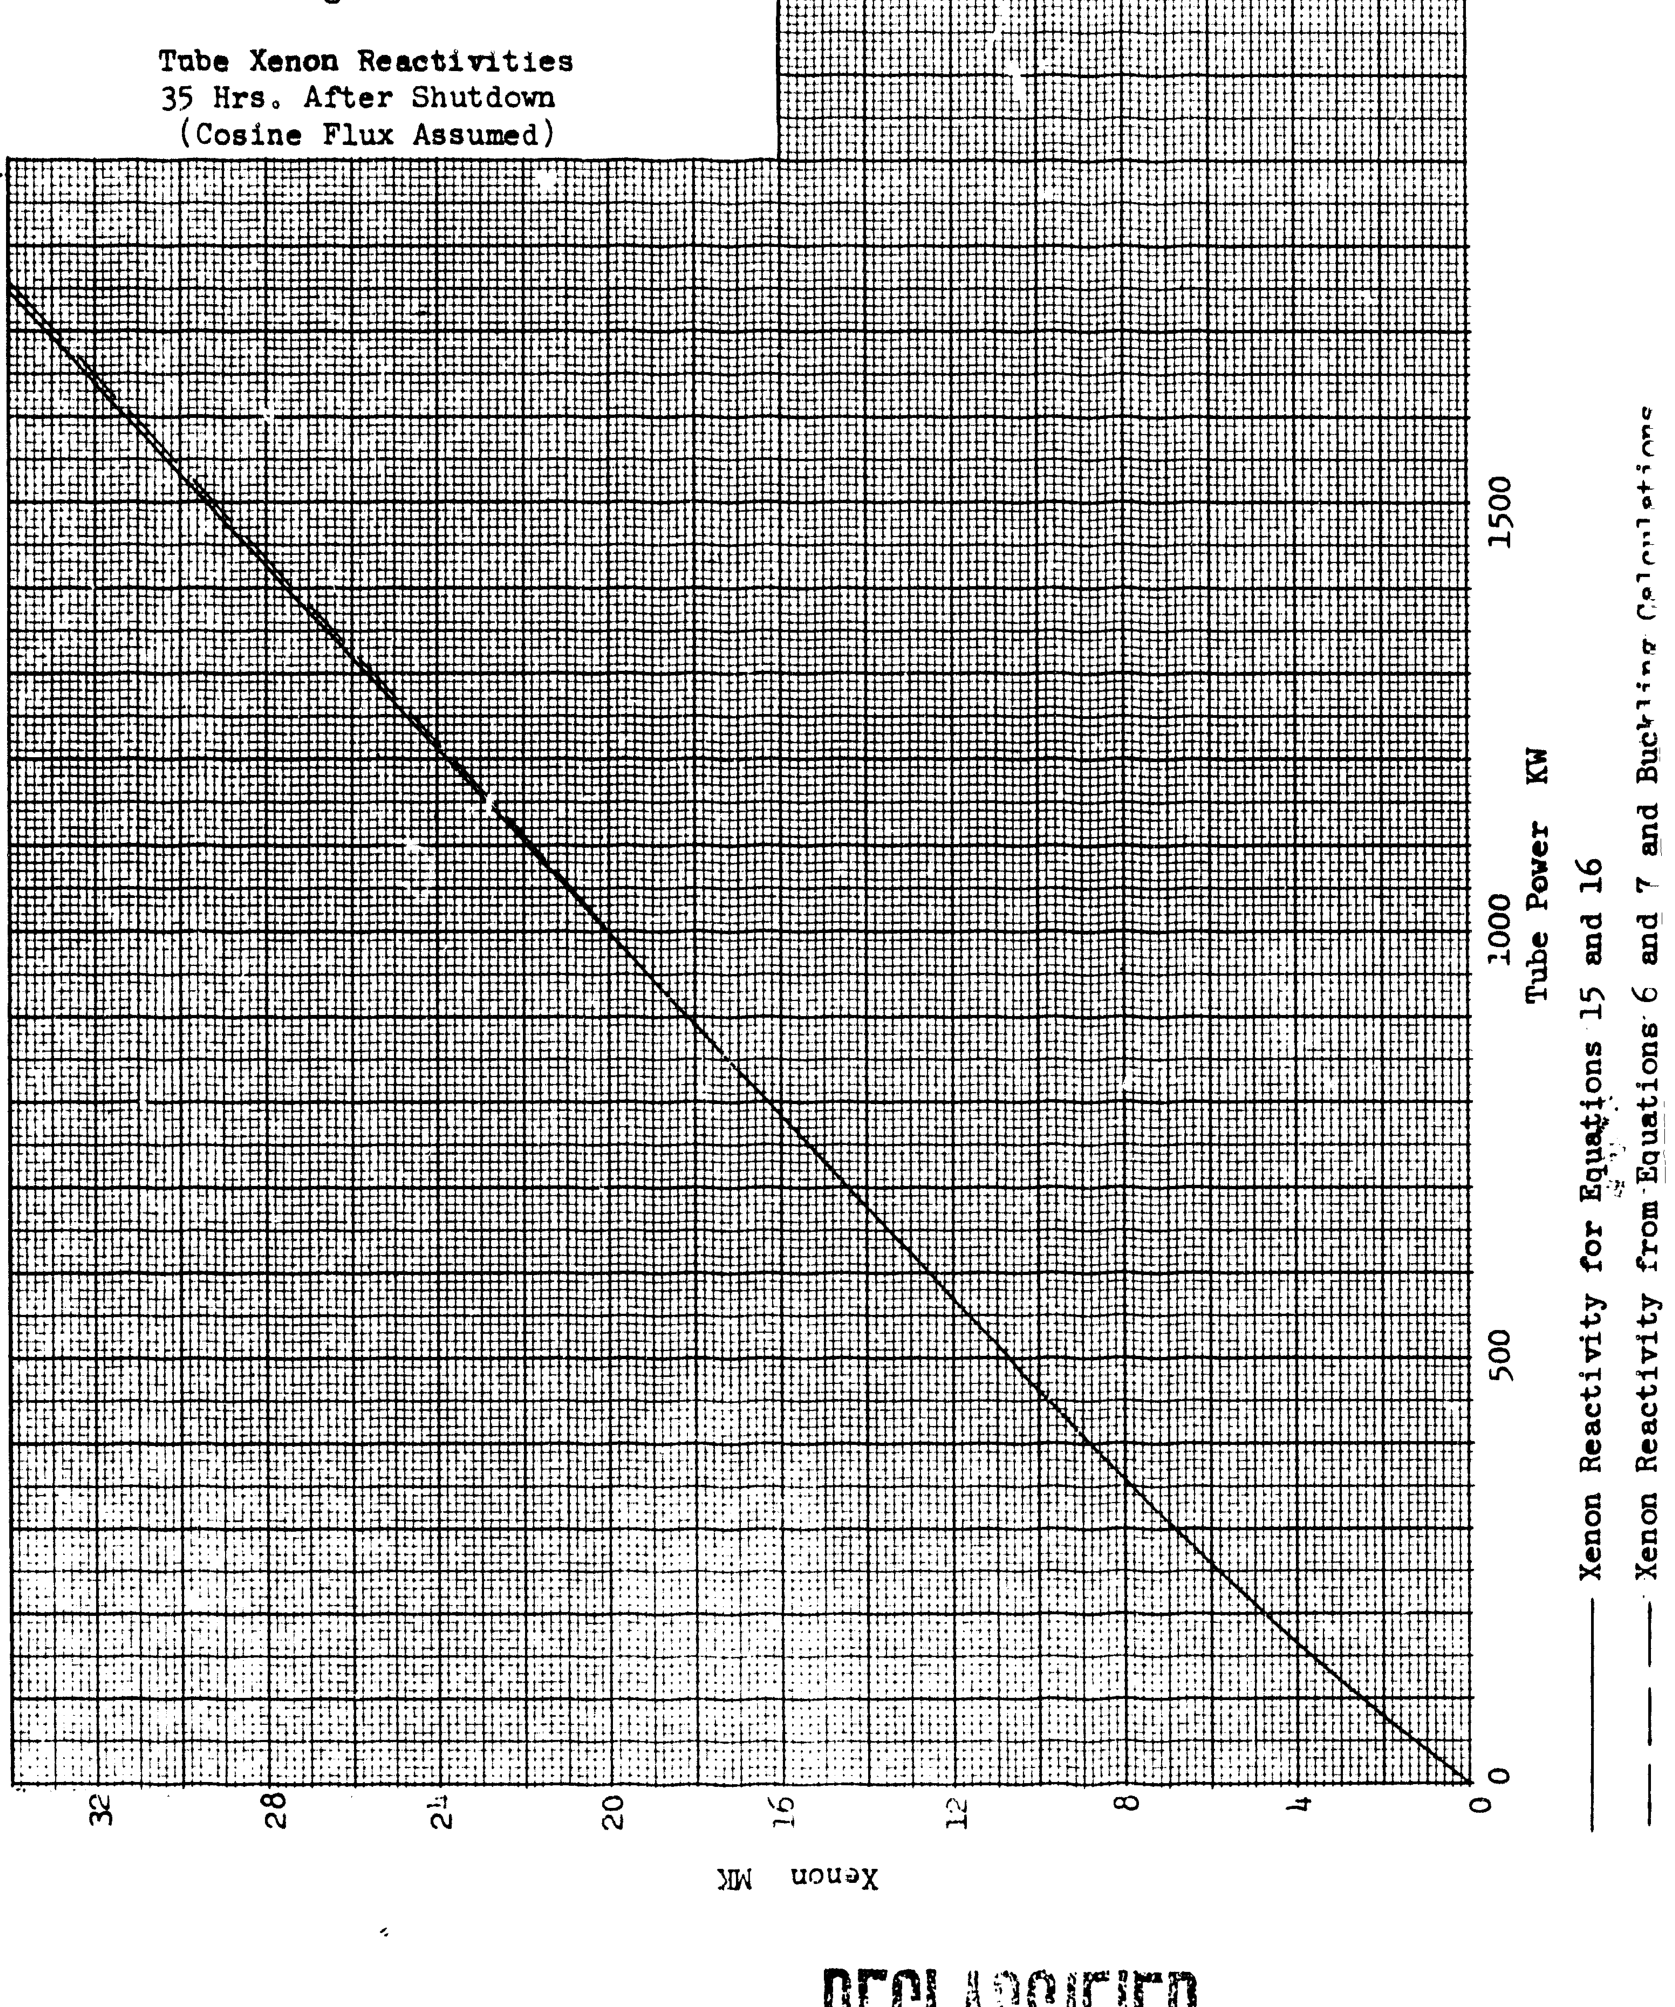 Tube Xenon Reactivities
35 Hrs. After Shutdown
(Cosine Flux Assumed)
32
28
24
20
16
12
8
4
0
Xenon MK
0
500
1000
1500
Tube Power KW
Xenon Reactivity for Equations 15 and 16
Xenon Reactivity from Equations 6 and 7 and Buckling Calculations
DECLASSIFIED